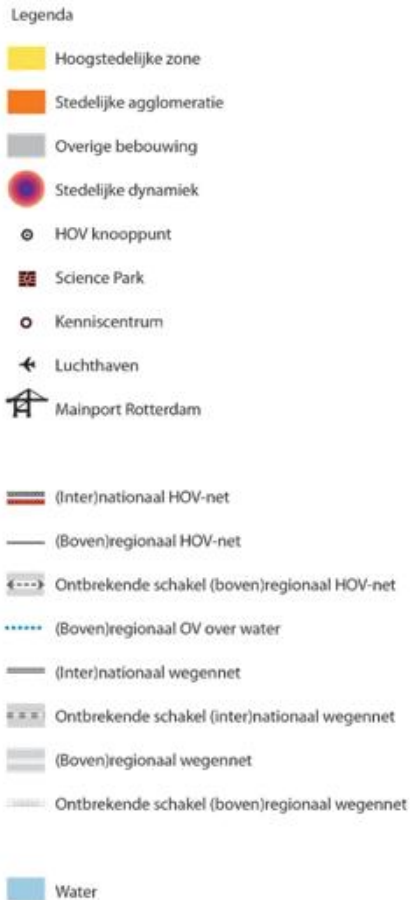 Legenda
Hoogstedelijke zone
Stedelijke agglomeratie
Overige bebouwing
Stedelijke dynamiek
HOV knooppunt
Science Park
Kenniscentrum
Luchthaven
Mainport Rotterdam
(Inter)nationaal HOV-net
(Boven)regionaal HOV-net
Ontbrekende schakel (boven)regionaal HOV-net
(Boven)regionaal OV over water
(Inter)nationaal wegennet
Ontbrekende schakel (inter)nationaal wegennet
(Boven)regionaal wegennet
Ontbrekende schakel (boven)regionaal wegennet
Water